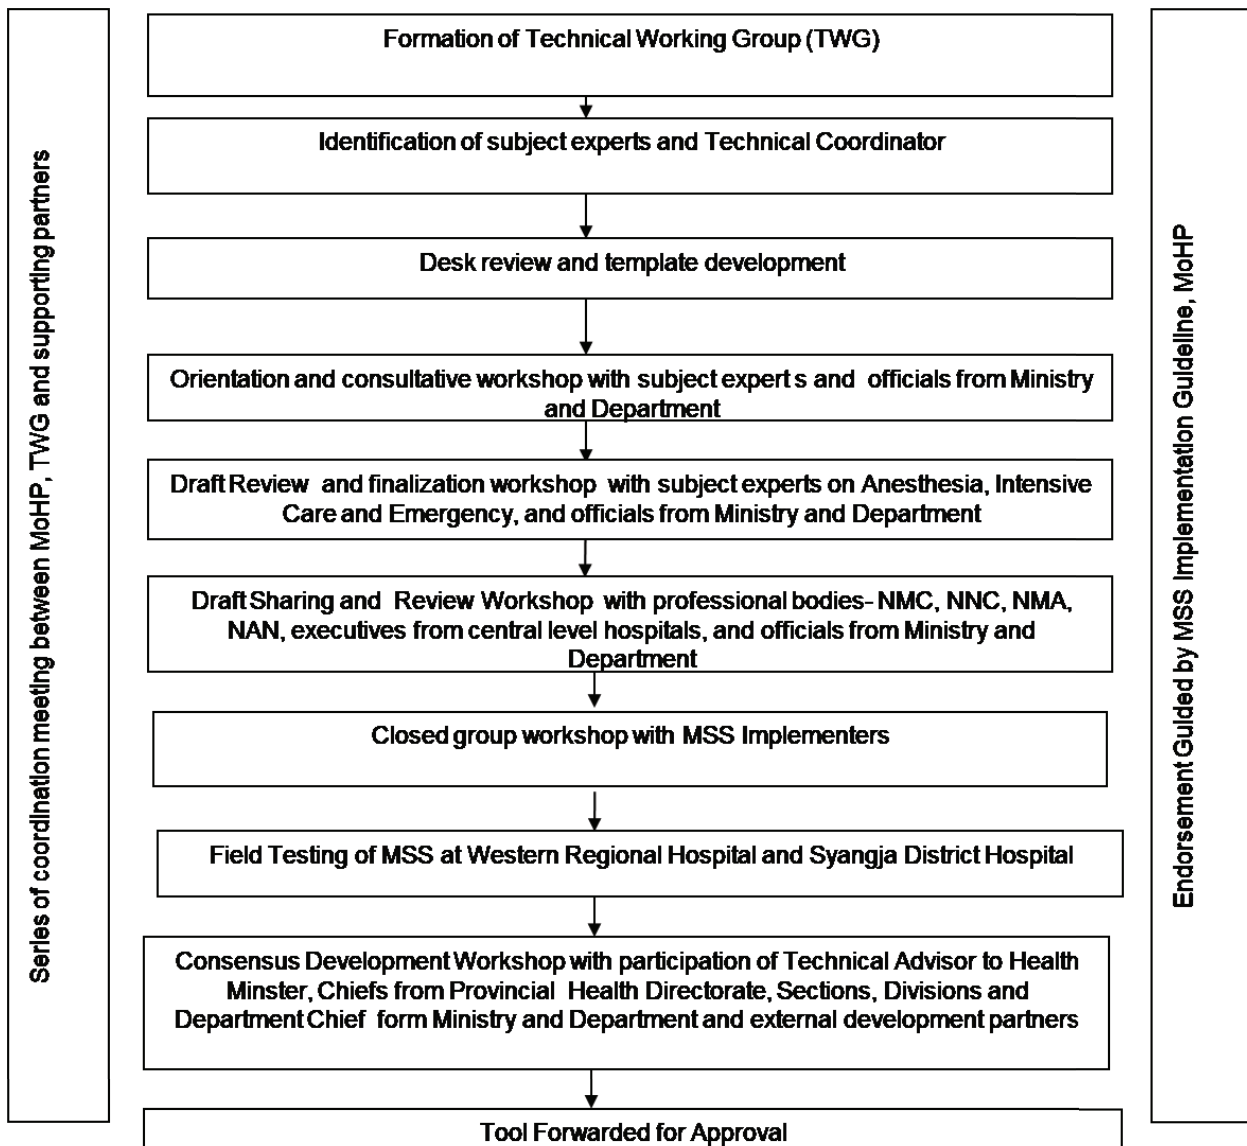 Series of coordination meeting between MoHP, TWG and supporting partners
Formation of Technical Working Group (TWG)
Identification of subject experts and Technical Coordinator
Desk review and template development
Orientation and consultative workshop with subject expert s and officials from Ministry
and Department
Draft Review and finalization workshop with subject experts on Anesthesia, Intensive
Care and Emergency, and officials from Ministry and Department
Draft Sharing and Review Workshop with professional bodies- NMC, NNC, NMA,
NAN, executives from central level hospitals, and officials from Ministry and
Department
Closed group workshop with MSS Implementers
Field Testing of MSS at Western Regional Hospital and Syangja District Hospital
Consensus Development Workshop with participation of Technical Advisor to Health
Minster, Chiefs from Provincial Health Directorate, Sections, Divisions and
Department Chief form Ministry and Department and external development partners
Tool Forwarded for Approval
Endorsement Guided by MSS Implementation Guideline, MoHP